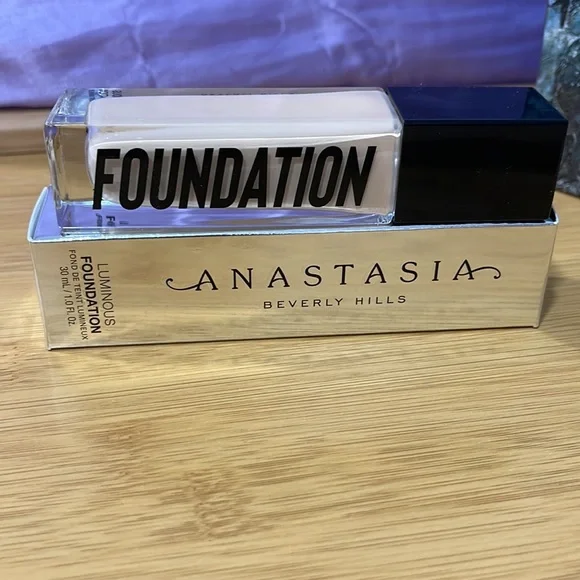 FOUNDATION
ANASTASIA
BEVERLY HILLS
LUMINOUS
FOUNDATION
FOND DE TEINT LUMINEUX
30 mL / 1.0 Fl. Oz.